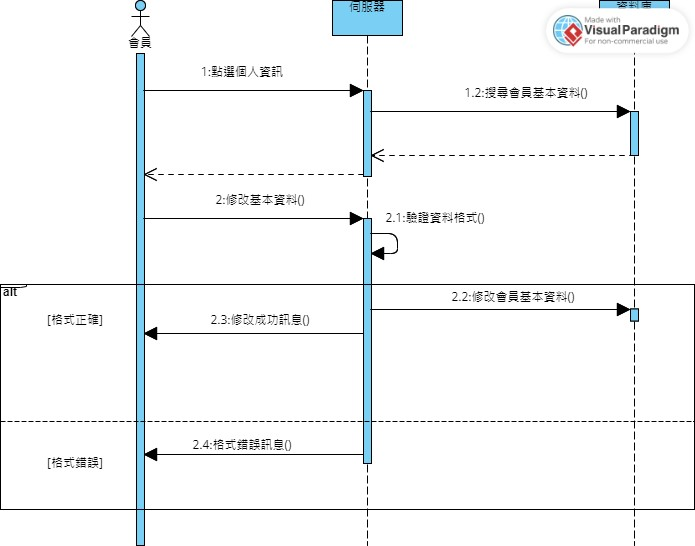 伺服器
資料庫
Made with
Visual Paradigm
For non-commercial use
會員
1:點選個人資訊
1.2:搜尋會員基本資料()
2:修改基本資料()
2.1:驗證資料格式()
alt
2.2:修改會員基本資料()
[格式正確]
2.3:修改成功訊息()
2.4:格式錯誤訊息()
[格式錯誤]